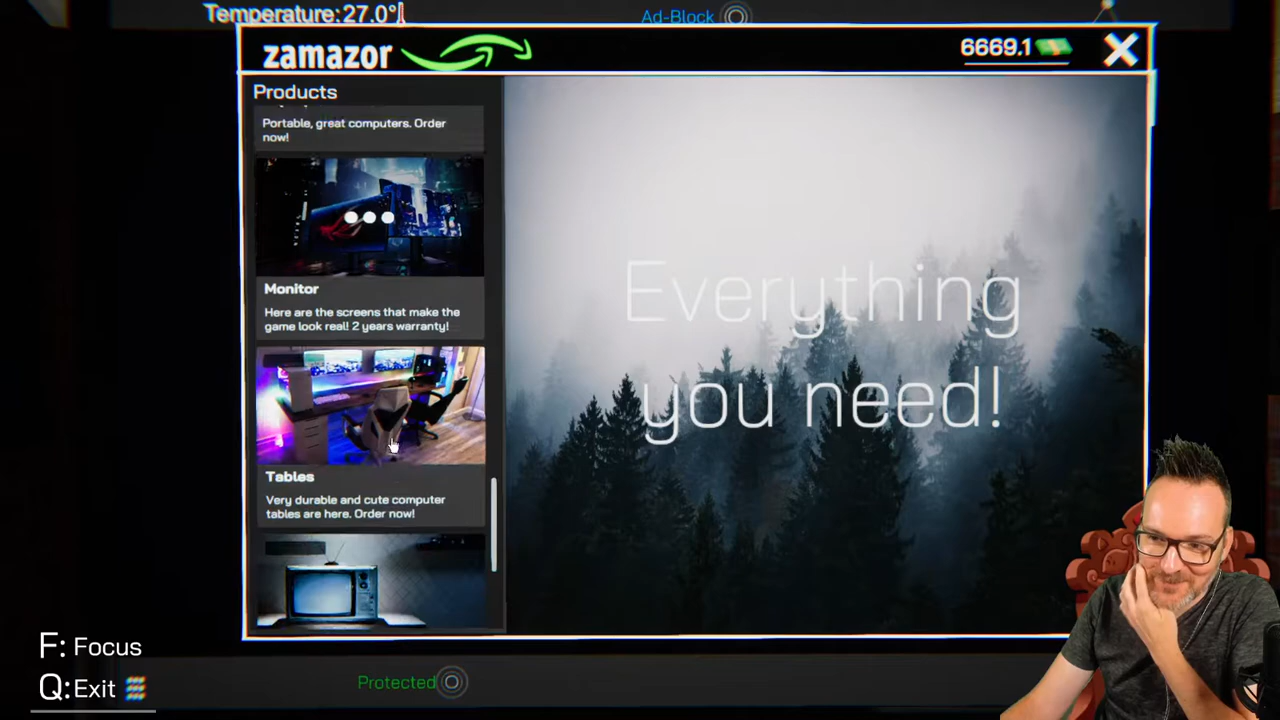 Temperature: 27.0°
Ad-Block
zamazor
6669.1
Products
Portable, great computers. Order
now!
Monitor
Here are the screens that make the
game look real! 2 years warranty!
Tables
Very durable and cute computer
tables are here. Order now!
Everything
you need!
F: Focus
Q: Exit
Protected